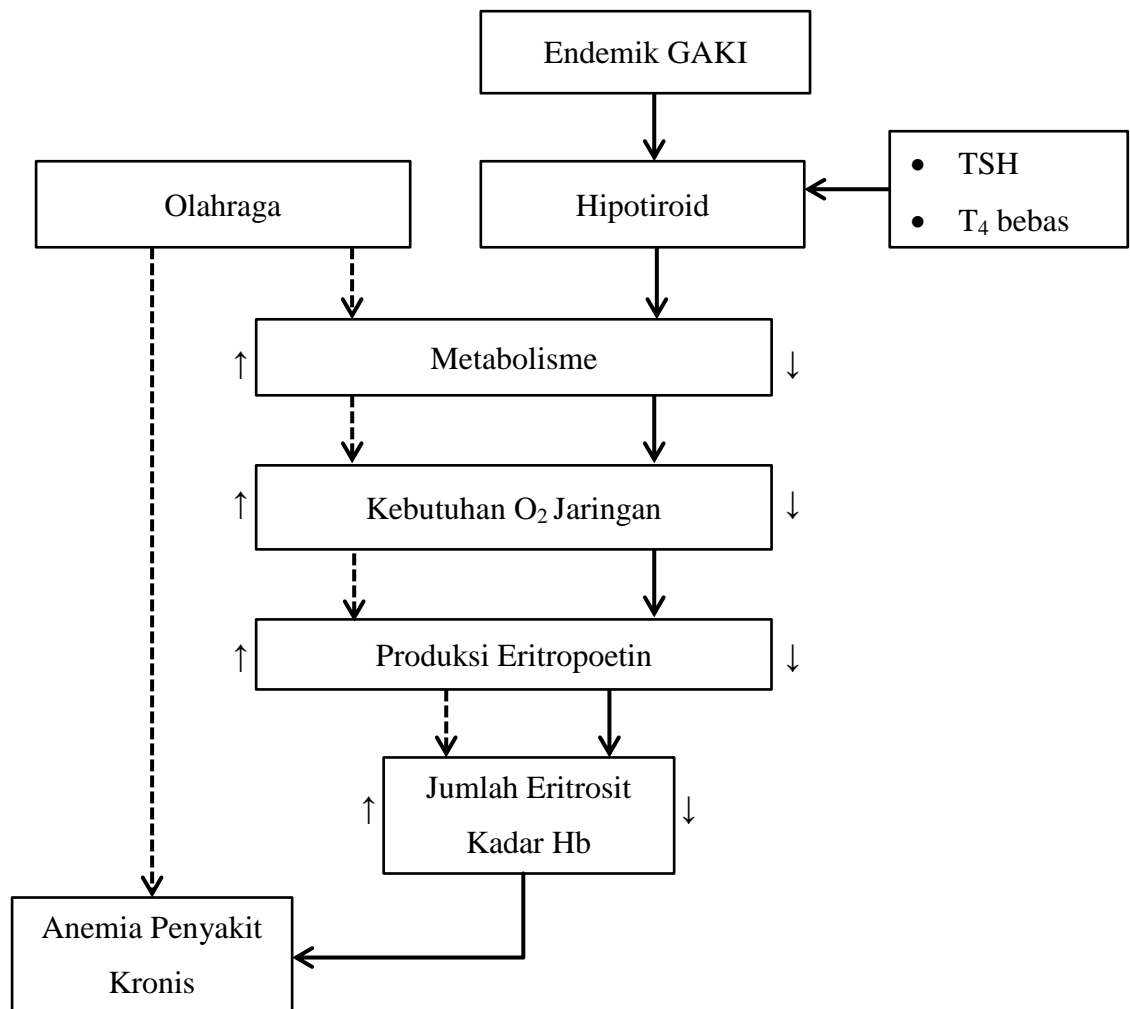 Endemik GAKI
• TSH
• T₄ bebas
Olahraga
Hipotiroid
↑ Metabolisme ↓
↑ Kebutuhan O₂ Jaringan ↓
↑ Produksi Eritropoetin ↓
↑ Jumlah Eritrosit ↓
Kadar Hb
Anemia Penyakit
Kronis